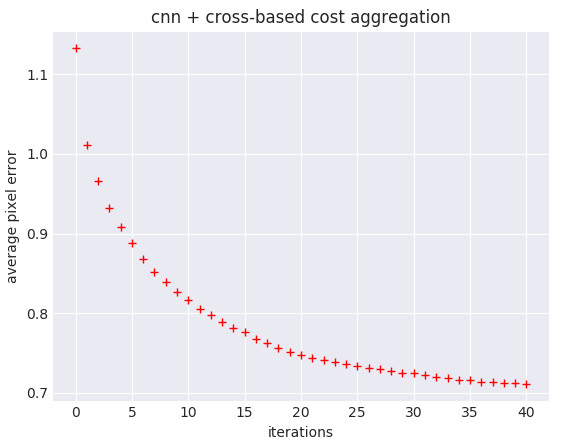 cnn + cross-based cost aggregation
1.1
1.0
0.9
0.8
0.7
average pixel error
0 5 10 15 20 25 30 35 40
iterations